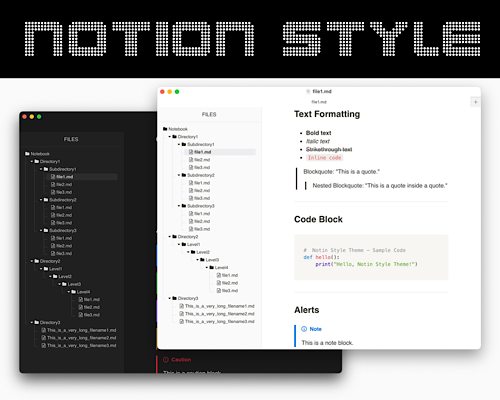 NOTION STYLE
file1.md
FILES
file1.md
Notebook
Directory1
Subdirectory1
file1.md
file2.md
file3.md
Subdirectory2
file1.md
file2.md
file3.md
Subdirectory3
file1.md
file2.md
file3.md
Directory2
Level1
Level2
Level3
Level4
file1.md
file2.md
file3.md
Directory3
This_is_a_very_long_filename1.md
This_is_a_very_long_filename2.md
This_is_a_very_long_filename3.md
Text Formatting
Bold text
Italic text
Strikethrough text
Inline code
Blockquote: "This is a quote."
Nested Blockquote: "This is a quote inside a quote."
Code Block
# Notin Style Theme – Sample Code
def hello():
print("Hello, Notin Style Theme!")
Alerts
Note
This is a note block.
FILES
Notebook
Directory1
Subdirectory1
file1.md
file2.md
file3.md
Subdirectory2
file1.md
file2.md
file3.md
Subdirectory3
file1.md
file2.md
file3.md
Directory2
Level1
Level2
Level3
Level4
file1.md
file2.md
file3.md
Directory3
This_is_a_very_long_filename1.md
This_is_a_very_long_filename2.md
This_is_a_very_long_filename3.md
Caution